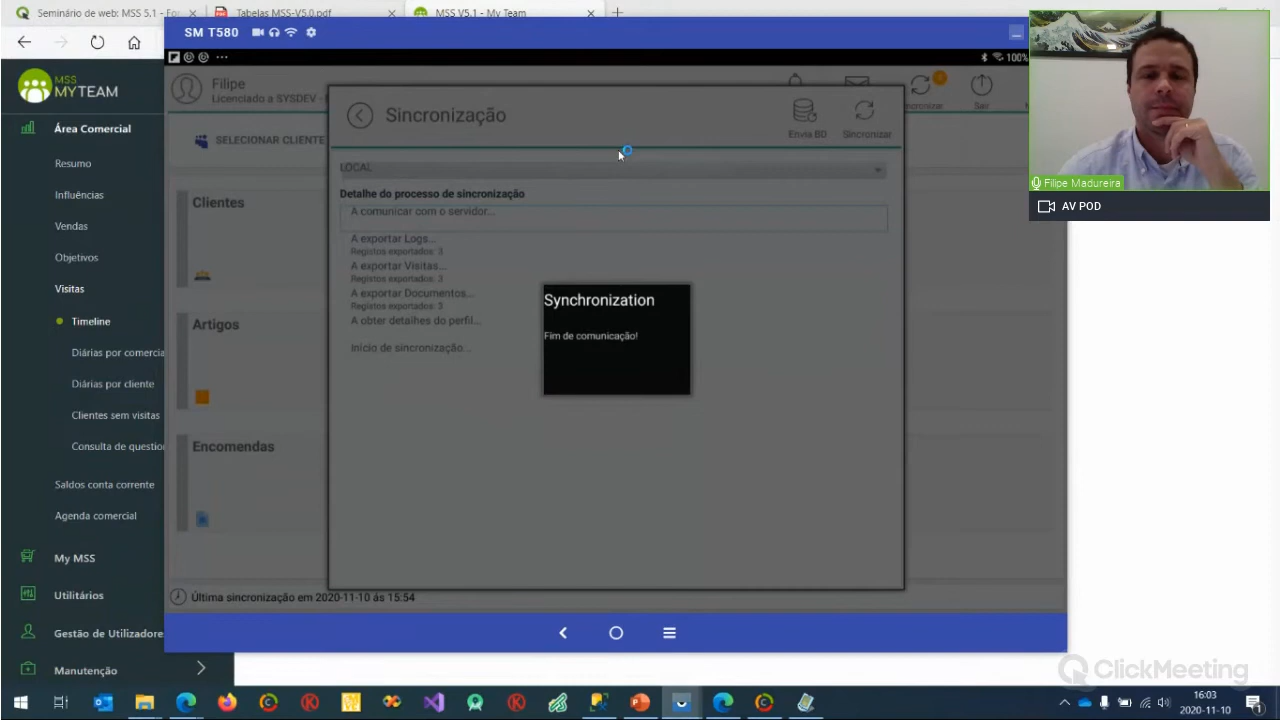 Seminário de web: MSS 5.1 - Fo
Tabelas MSS-V5.0.pdf
MSS V5.1 - My Team
SM T580
100%
MSS
MYTEAM
Área Comercial
Resumo
Influências
Vendas
Objetivos
Visitas
Timeline
Diárias por comercia
Diárias por cliente
Clientes sem visitas
Consulta de question
Saldos conta corrente
Agenda comercial
My MSS
Utilitários
Gestão de Utilizadore
Manutenção
Filipe
Licenciado a SYSDEV -
Sair
SELECIONAR CLIENTE
Clientes
Artigos
Encomendas
Última sincronização em 2020-11-10 ás 15:54
Sincronização
Envia BD
Sincronizar
LOCAL
Detalhe do processo de sincronização
A comunicar com o servidor...
A exportar Logs...
Registos exportados: 3
A exportar Visitas...
Registos exportados: 3
A exportar Documentos...
Registos exportados: 3
A obter detalhes do perfil...
Início de sincronização...
Synchronization
Fim de comunicação!
Filipe Madureira
AV POD
ClickMeeting
16:03
2020-11-10
1